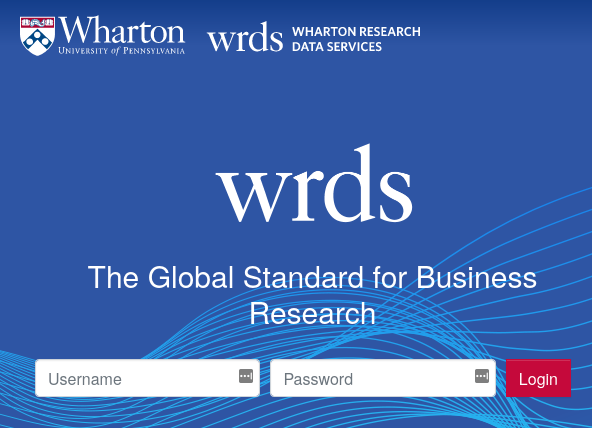 Wharton
UNIVERSITY of PENNSYLVANIA
wrds
WHARTON RESEARCH
DATA SERVICES
wrds
The Global Standard for Business
Research
Username
Password
Login